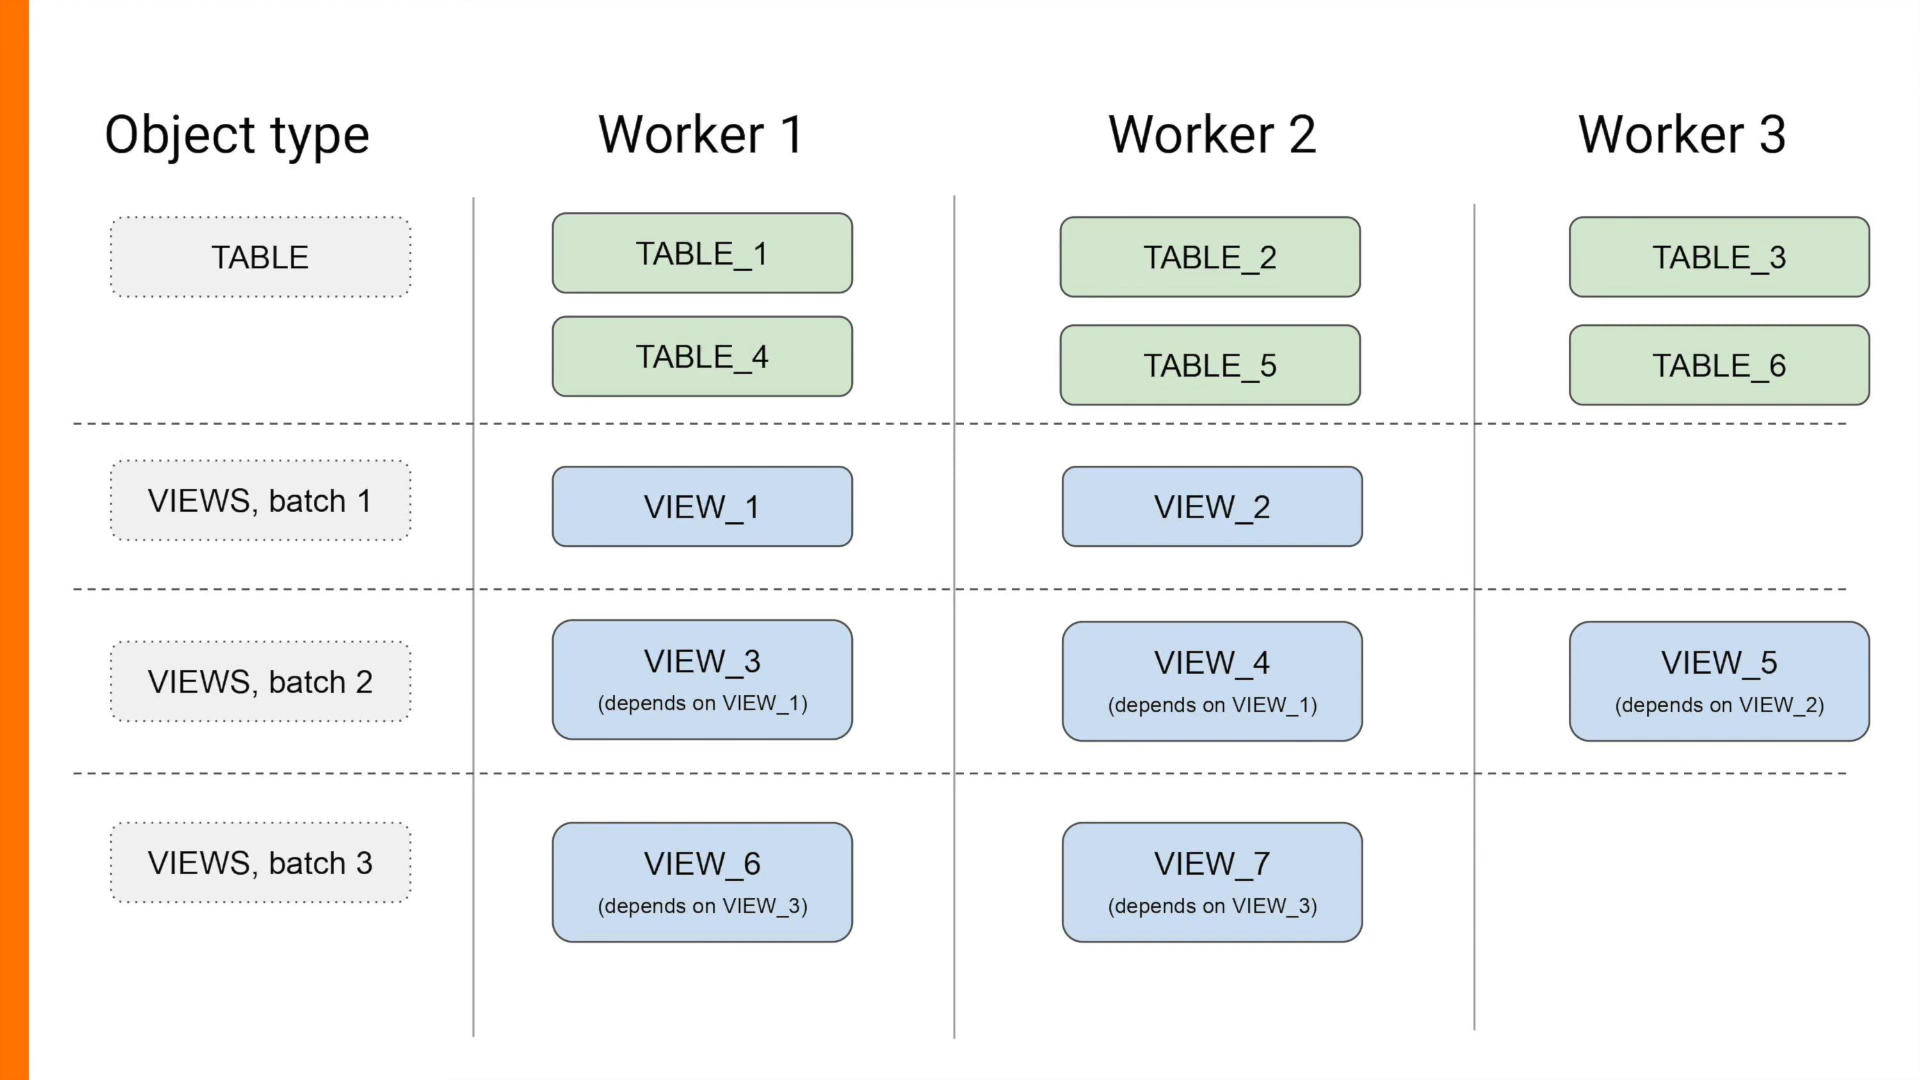 Object type
Worker 1
Worker 2
Worker 3
TABLE
TABLE_1
TABLE_2
TABLE_3
TABLE_4
TABLE_5
TABLE_6
VIEWS, batch 1
VIEW_1
VIEW_2
VIEWS, batch 2
VIEW_3
(depends on VIEW_1)
VIEW_4
(depends on VIEW_1)
VIEW_5
(depends on VIEW_2)
VIEWS, batch 3
VIEW_6
(depends on VIEW_3)
VIEW_7
(depends on VIEW_3)